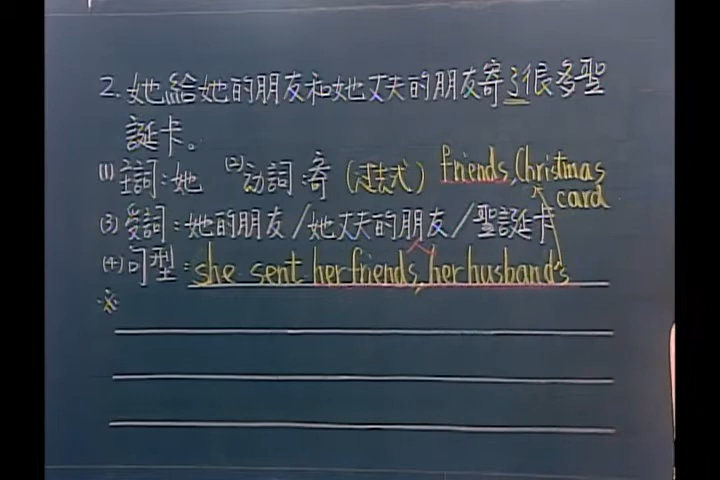 2. 她給她的朋友和她丈夫的朋友寄了很多聖
誕卡。
(1) 主詞:她 (2) 动詞:寄 (过去式) friends, Christmas
card
(3) 受詞:她的朋友/她丈夫的朋友/聖誕卡
(4) 句型:she sent her friends, her husband's
※